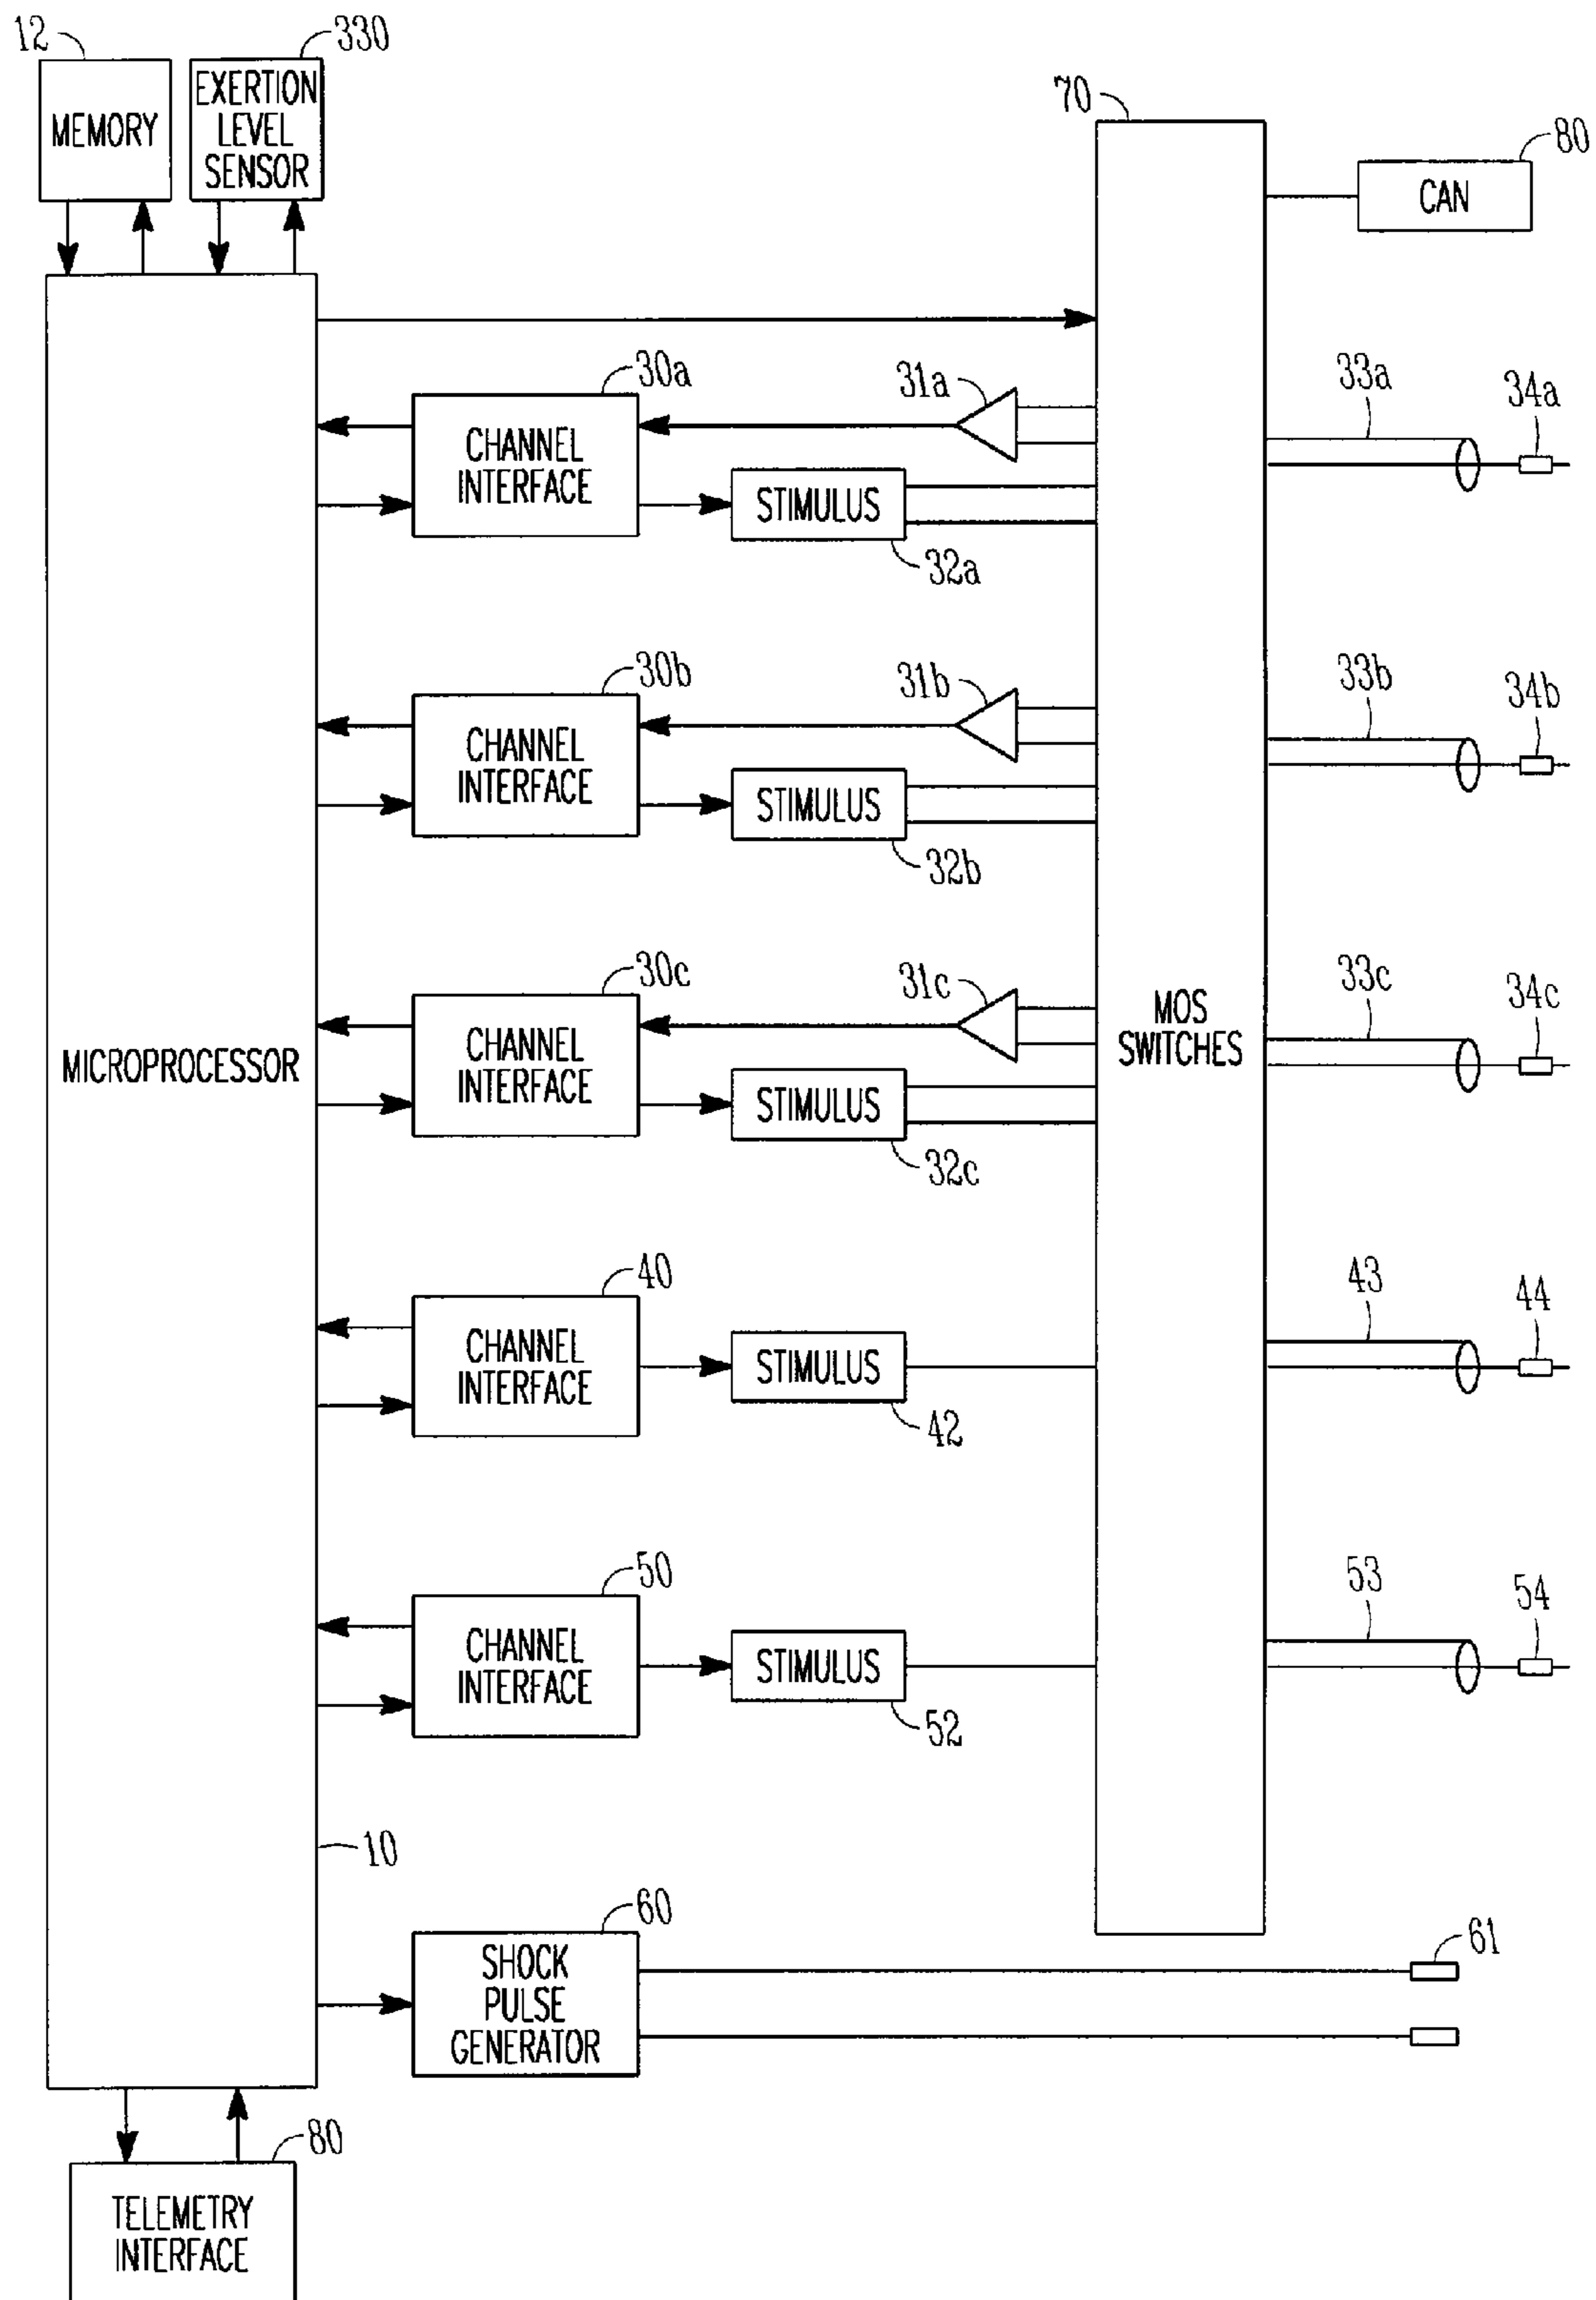 12
330
MEMORY
EXERTION
LEVEL
SENSOR
70
80
CAN
30a
31a
33a
34a
CHANNEL
INTERFACE
STIMULUS
32a
30b
31b
33b
34b
CHANNEL
INTERFACE
STIMULUS
32b
30c
31c
33c
34c
MICROPROCESSOR
CHANNEL
INTERFACE
STIMULUS
32c
MOS
SWITCHES
40
43
44
CHANNEL
INTERFACE
STIMULUS
42
50
53
54
CHANNEL
INTERFACE
STIMULUS
52
10
60
61
SHOCK
PULSE
GENERATOR
80
TELEMETRY
INTERFACE